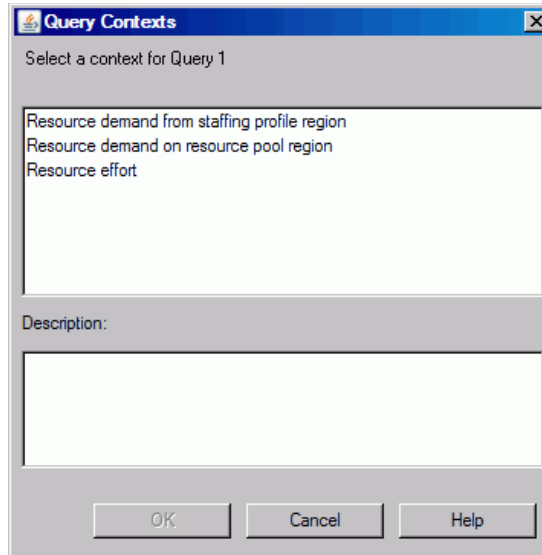 Query Contexts
Select a context for Query 1
Resource demand from staffing profile region
Resource demand on resource pool region
Resource effort
Description:
OK Cancel Help